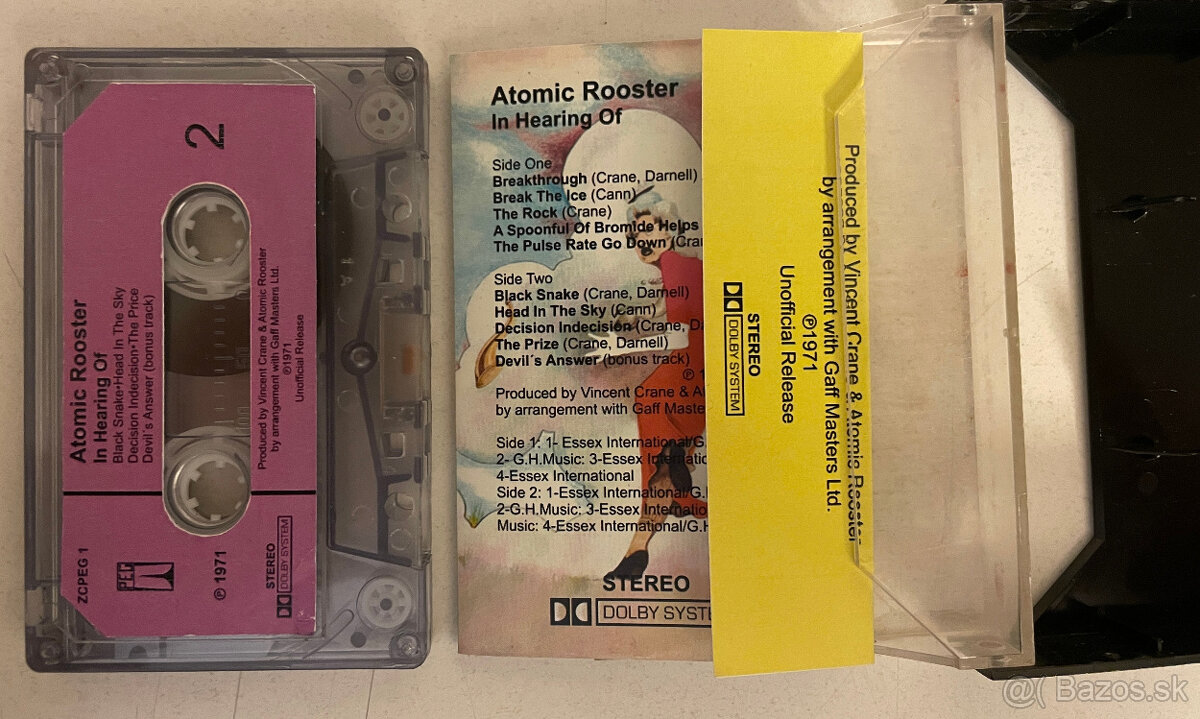 2
Atomic Rooster
In Hearing Of
Black Snake•Head In The Sky
Decision Indecision•The Prize
Devil´s Answer (bonus track)
Produced by Vincent Crane & Atomic Rooster
by arrangement with Gaff Masters Ltd.
℗1971
Unofficial Release
ZCPEG 1
PEG
℗ 1971
STEREO
DOLBY SYSTEM
A
Atomic Rooster
In Hearing Of
Side One
Breakthrough (Crane, Darnell)
Break The Ice (Cann)
The Rock (Crane)
A Spoonful Of Bromide Helps
The Pulse Rate Go Down (Cra
Side Two
Black Snake (Crane, Darnell)
Head In The Sky (Cann)
Decision Indecision (Crane, D
The Prize (Crane, Darnell)
Devil´s Answer (bonus track)
℗ 1
Produced by Vincent Crane & A
by arrangement with Gaff Maste
Side 1: 1- Essex International/G.
2- G.H.Music: 3-Essex Internatio
4-Essex International
Side 2: 1-Essex International/G.
2-G.H.Music: 3-Essex Internatio
Music: 4-Essex International/G.H
STEREO
DOLBY SYST
Produced by Vincent Crane & Atomic Rooster
by arrangement with Gaff Masters Ltd.
℗1971
Unofficial Release
STEREO
DOLBY SYSTEM
@( Bazos.sk